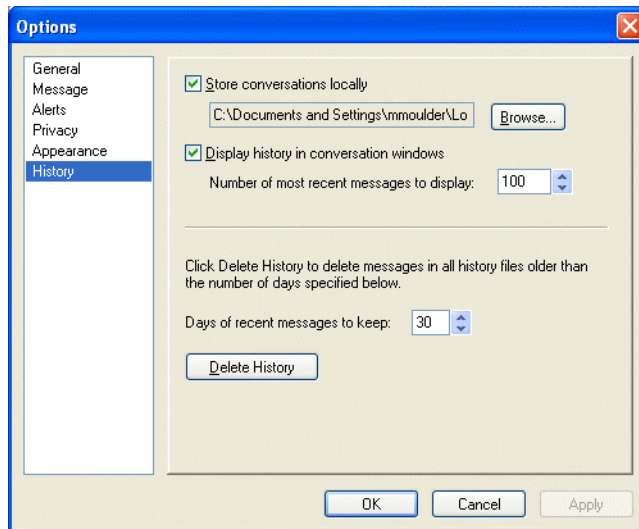 Options
General
Message
Alerts
Privacy
Appearance
History
Store conversations locally
C:\Documents and Settings\mmoulder\Lo
Browse...
Display history in conversation windows
Number of most recent messages to display: 100
Click Delete History to delete messages in all history files older than
the number of days specified below.
Days of recent messages to keep: 30
Delete History
OK Cancel Apply